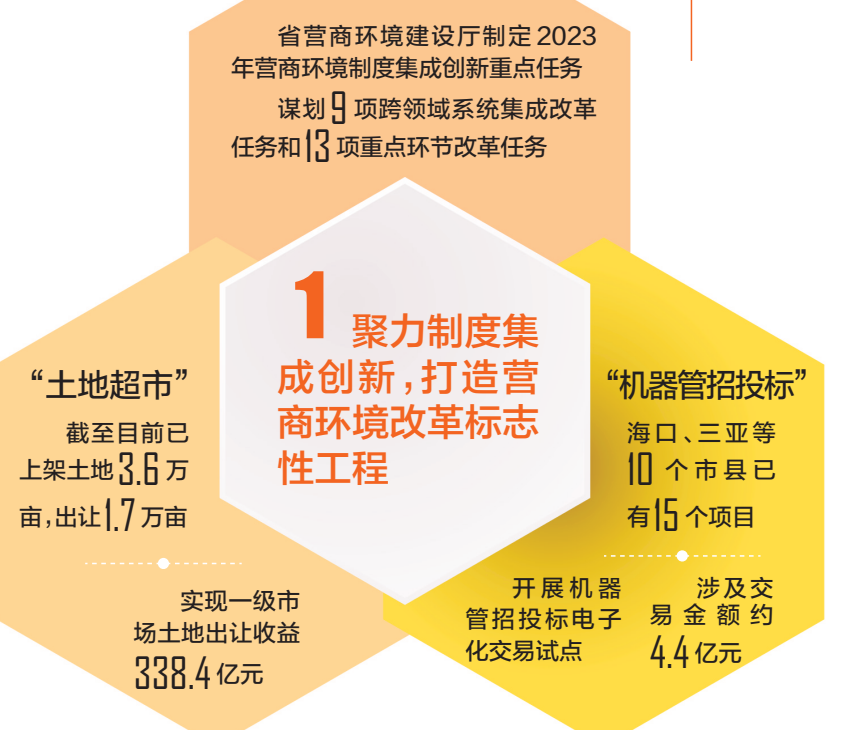 省营商环境建设厅制定2023
年营商环境制度集成创新重点任务
谋划9项跨领域系统集成改革
任务和13项重点环节改革任务
1 聚力制度集
成创新,打造营
商环境改革标志
性工程
“土地超市”
截至目前已
上架土地3.6万
亩,出让1.7万亩
实现一级市
场土地出让收益
338.4亿元
“机器管招投标”
海口、三亚等
10个市县已
有15个项目
开展机器
管招投标电子
化交易试点
涉及交
易金额约
4.4亿元